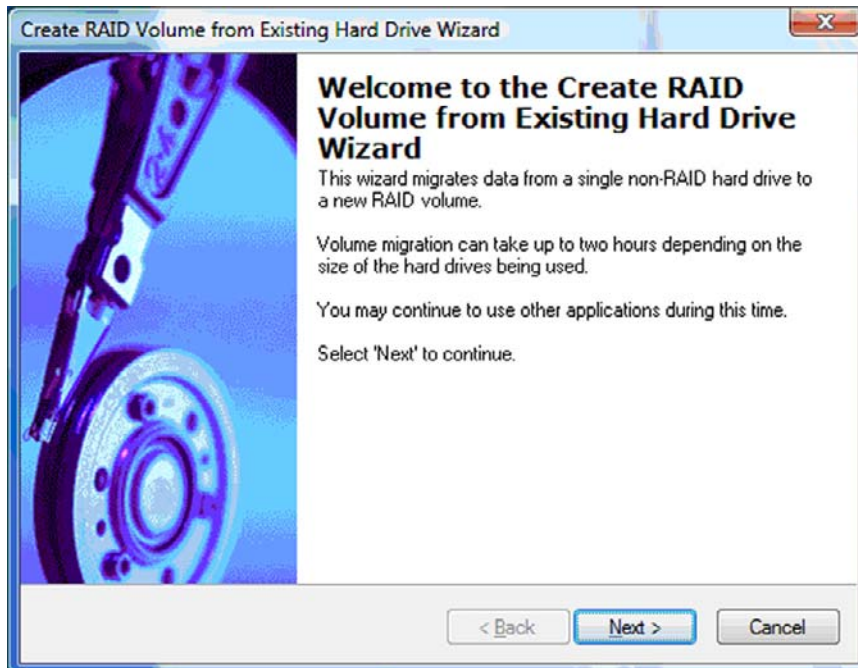 Create RAID Volume from Existing Hard Drive Wizard
Welcome to the Create RAID
Volume from Existing Hard Drive
Wizard
This wizard migrates data from a single non-RAID hard drive to
a new RAID volume.
Volume migration can take up to two hours depending on the
size of the hard drives being used.
You may continue to use other applications during this time.
Select 'Next' to continue.
< Back
Next >
Cancel